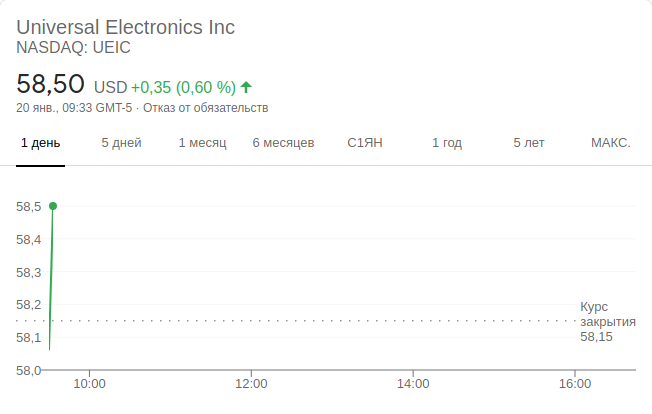 Universal Electronics Inc
NASDAQ: UEIC
58,50 USD +0,35 (0,60 %)
20 янв., 09:33 GMT-5 · Отказ от обязательств
1 день 5 дней 1 месяц 6 месяцев С1ЯН 1 год 5 лет МАКС.
58,5
58,4
58,3
58,2
58,1
58,0
Курс
закрытия
58,15
10:00 12:00 14:00 16:00